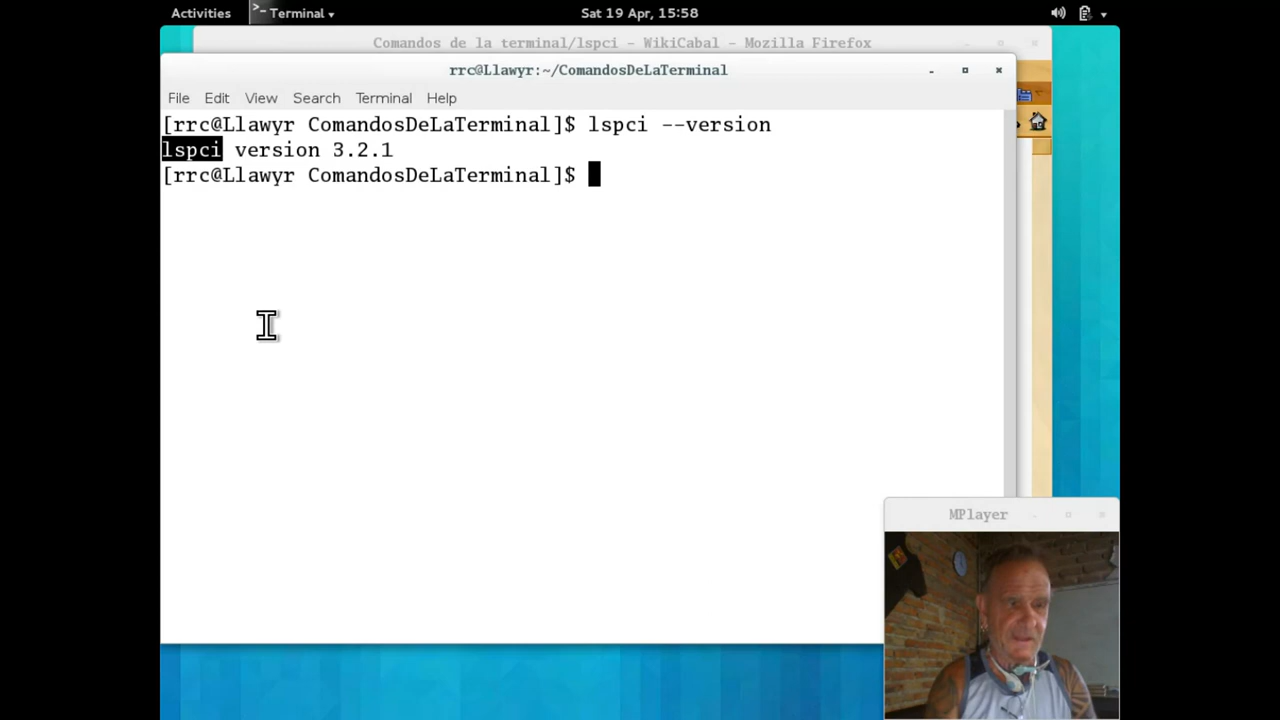 Activities
Terminal
Sat 19 Apr, 15:58
Comandos de la terminal/lspci - WikiCabal - Mozilla Firefox
rrc@Llawyr:~/ComandosDeLaTerminal
File Edit View Search Terminal Help
[rrc@Llawyr ComandosDeLaTerminal]$ lspci --version
lspci version 3.2.1
[rrc@Llawyr ComandosDeLaTerminal]$
MPlayer